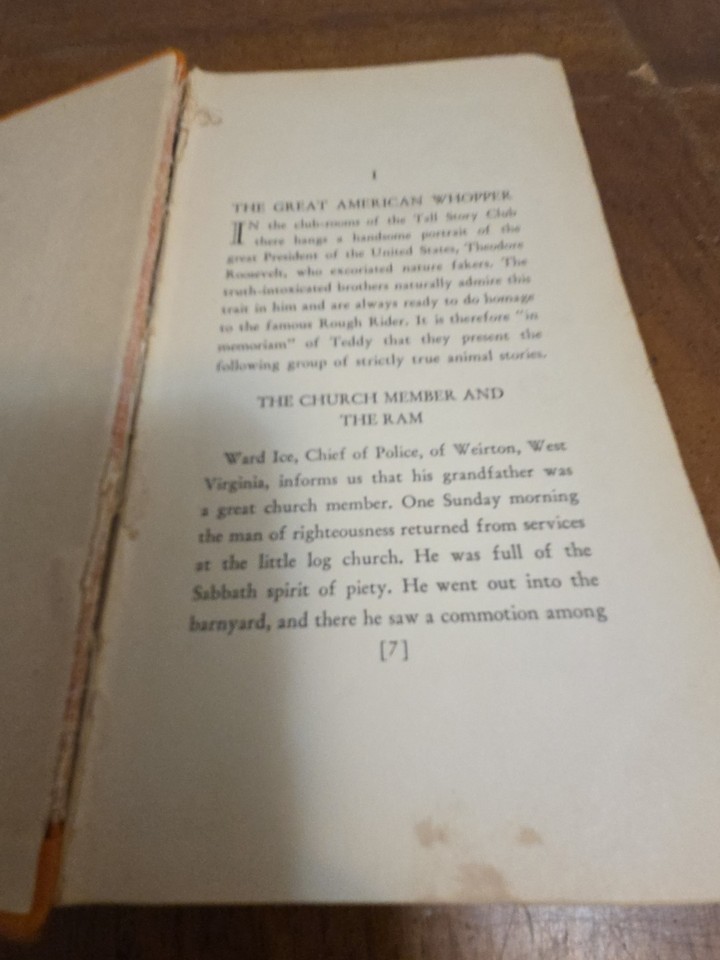 I
THE GREAT AMERICAN WHOPPER
IN the club-rooms of the Tall Story Club
there hangs a handsome portrait of the
great President of the United States, Theodore
Roosevelt, who excoriated nature fakers. The
truth-intoxicated brothers naturally admire this
trait in him and are always ready to do homage
to the famous Rough Rider. It is therefore "in
memoriam" of Teddy that they present the
following group of strictly true animal stories.
THE CHURCH MEMBER AND
THE RAM
Ward Ice, Chief of Police, of Weirton, West
Virginia, informs us that his grandfather was
a great church member. One Sunday morning
the man of righteousness returned from services
at the little log church. He was full of the
Sabbath spirit of piety. He went out into the
barnyard, and there he saw a commotion among
[7]